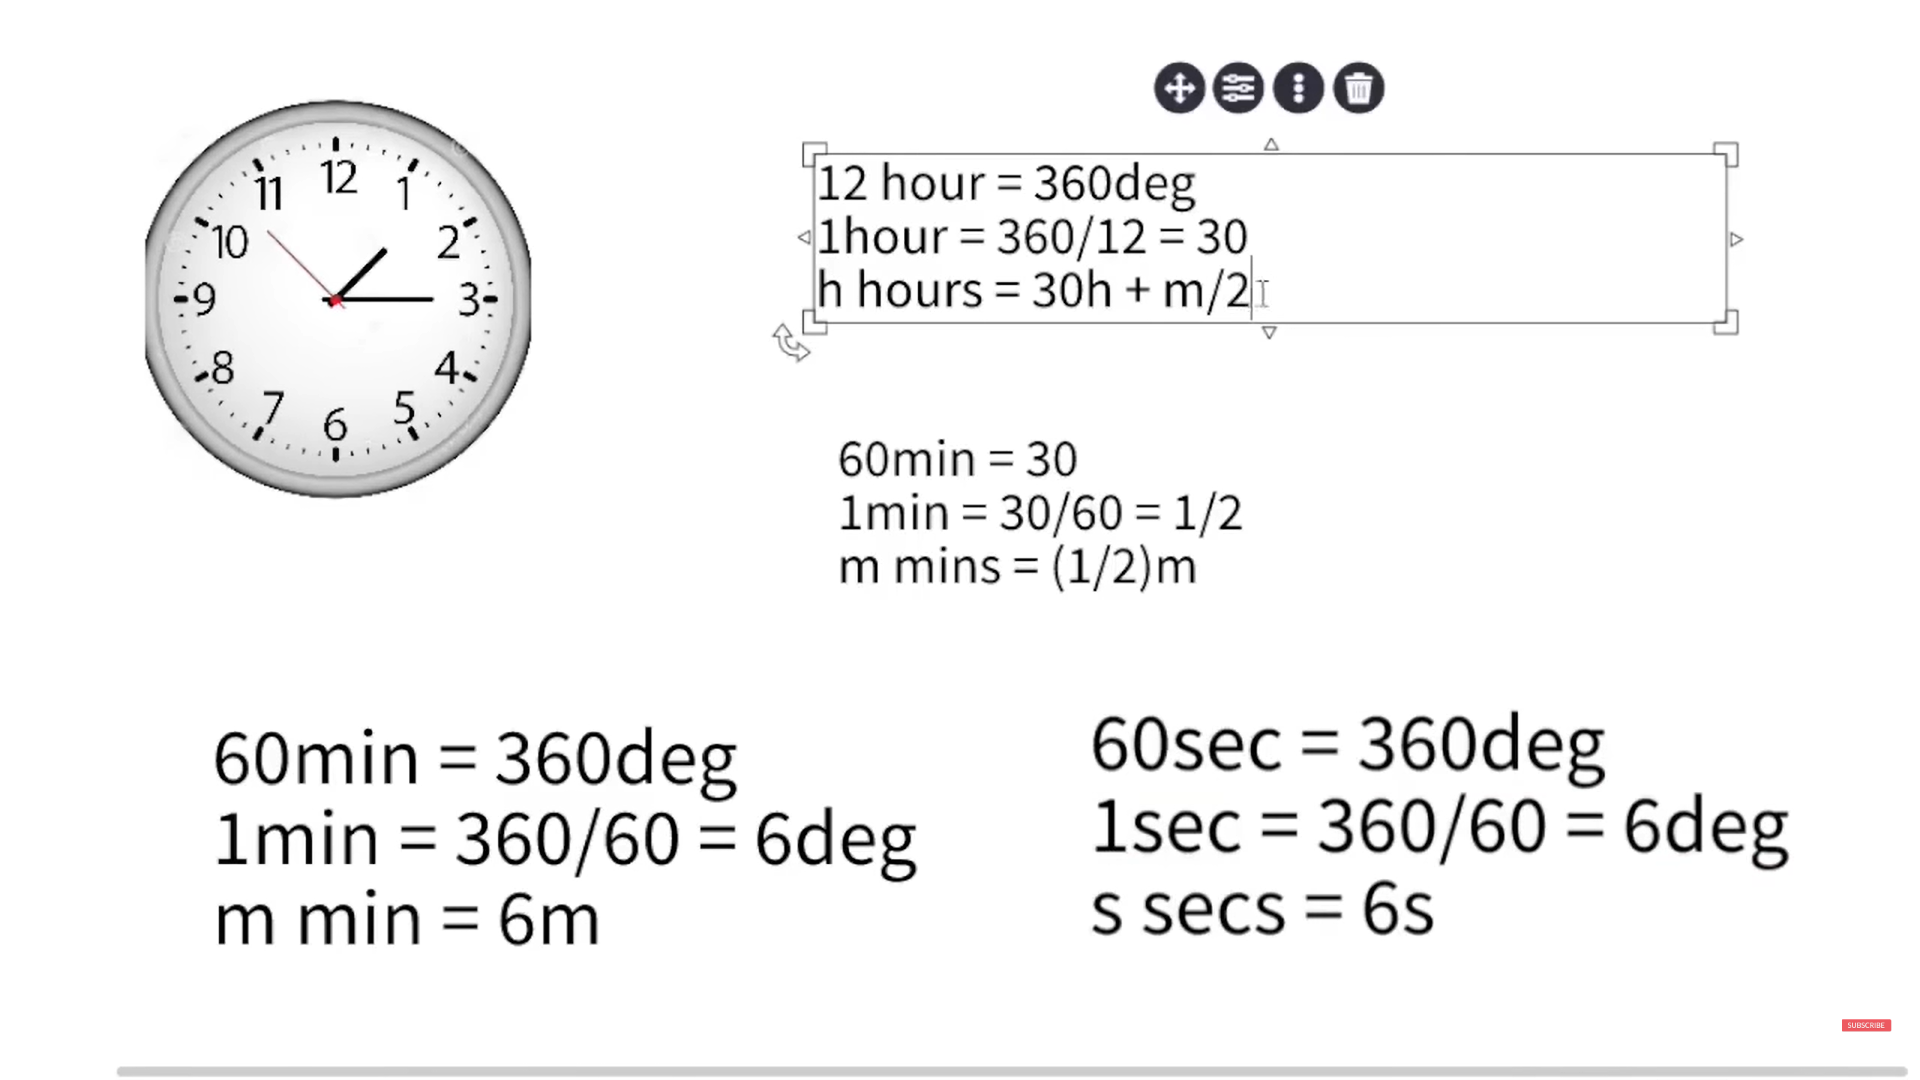 12 hour = 360deg
1hour = 360/12 = 30
h hours = 30h + m/2
12
1
2
3
4
5
6
7
8
9
10
11
60min = 30
1min = 30/60 = 1/2
m mins = (1/2)m
60min = 360deg
1min = 360/60 = 6deg
m min = 6m
60sec = 360deg
1sec = 360/60 = 6deg
s secs = 6s
SUBSCRIBE